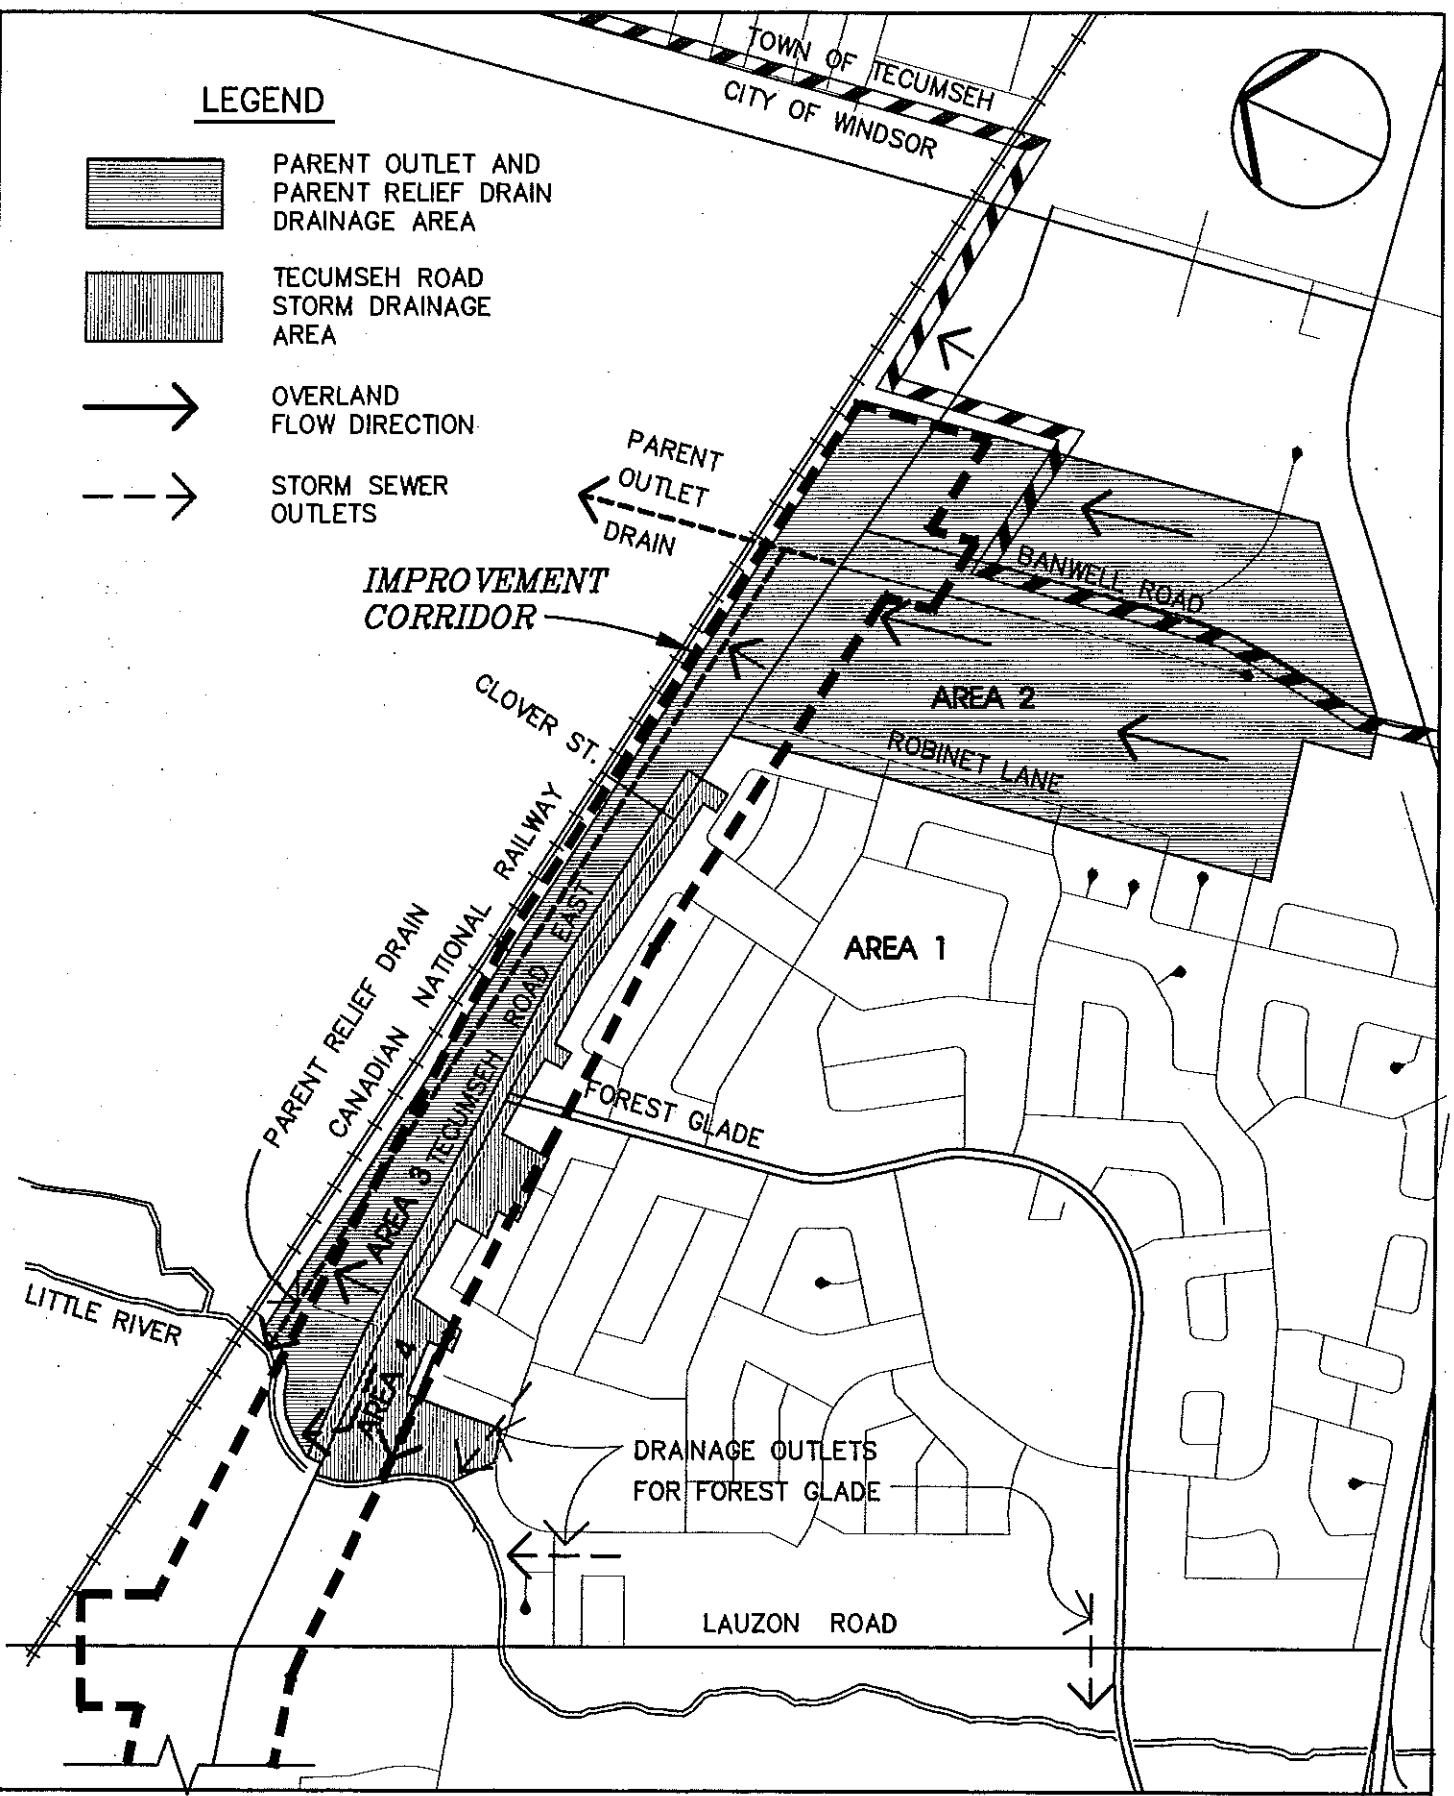 TOWN OF TECUMSEH
CITY OF WINDSOR
LEGEND
PARENT OUTLET AND
PARENT RELIEF DRAIN
DRAINAGE AREA
TECUMSEH ROAD
STORM DRAINAGE
AREA
OVERLAND
FLOW DIRECTION
STORM SEWER
OUTLETS
PARENT
OUTLET
DRAIN
IMPROVEMENT
CORRIDOR
BANWELL ROAD
AREA 2
CLOVER ST.
ROBINET LANE
CANADIAN NATIONAL RAILWAY
PARENT RELIEF DRAIN
TECUMSEH ROAD EAST
AREA 1
FOREST GLADE
AREA 3
LITTLE RIVER
AREA 4
DRAINAGE OUTLETS
FOR FOREST GLADE
LAUZON ROAD